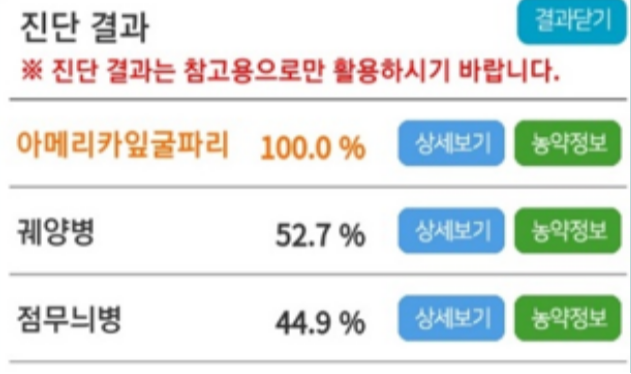 진단 결과
결과닫기
※ 진단 결과는 참고용으로만 활용하시기 바랍니다.
아메리카잎굴파리 100.0 % 상세보기 농약정보
궤양병 52.7 % 상세보기 농약정보
점무늬병 44.9 % 상세보기 농약정보